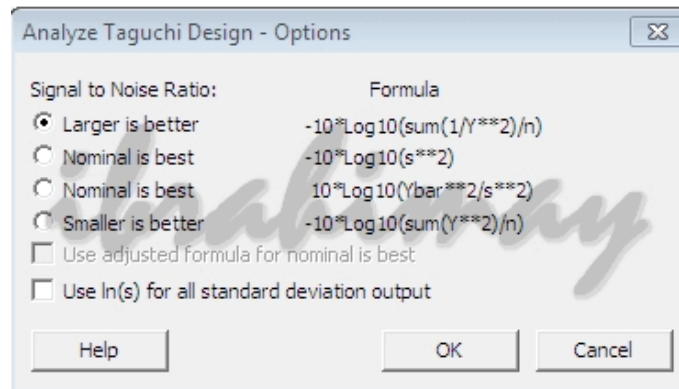 Analyze Taguchi Design - Options
Signal to Noise Ratio: Formula
Larger is better -10*Log10(sum(1/Y**2)/n)
Nominal is best -10*Log10(s**2)
Nominal is best 10*Log10(Ybar**2/s**2)
Smaller is better -10*Log10(sum(Y**2)/n)
Use adjusted formula for nominal is best
Use ln(s) for all standard deviation output
Help OK Cancel